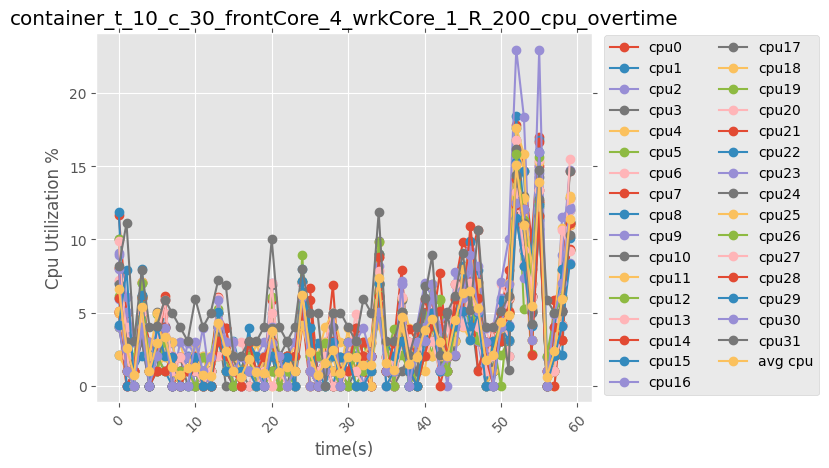 container_t_10_c_30_frontCore_4_wrkCore_1_R_200_cpu_overtime
Cpu Utilization %
20
15
10
5
0
0
10
20
30
40
50
60
time(s)
cpu0
cpu1
cpu2
cpu3
cpu4
cpu5
cpu6
cpu7
cpu8
cpu9
cpu10
cpu11
cpu12
cpu13
cpu14
cpu15
cpu16
cpu17
cpu18
cpu19
cpu20
cpu21
cpu22
cpu23
cpu24
cpu25
cpu26
cpu27
cpu28
cpu29
cpu30
cpu31
avg cpu